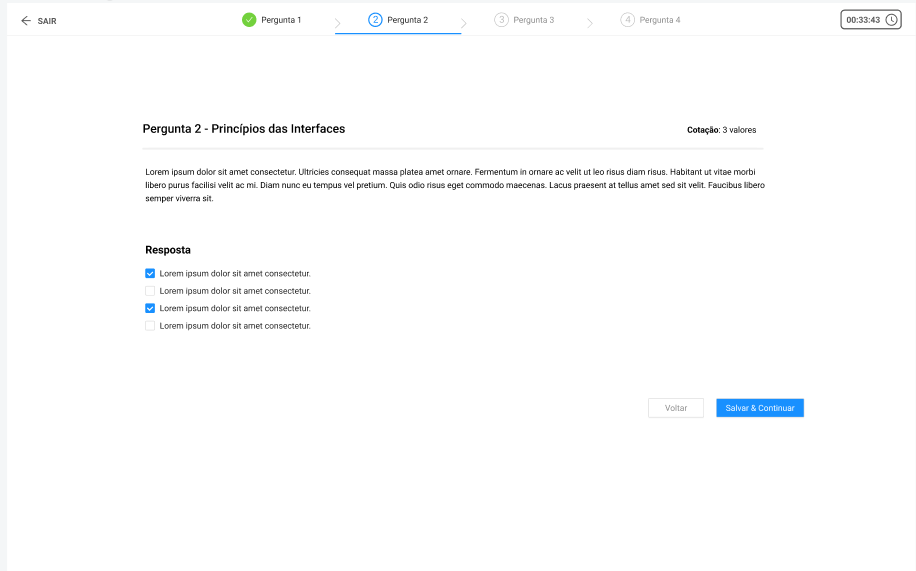 SAIR
Pergunta 1
2 Pergunta 2
3 Pergunta 3
4 Pergunta 4
00:33:43
Pergunta 2 - Princípios das Interfaces
Cotação: 3 valores
Lorem ipsum dolor sit amet consectetur. Ultricies consequat massa platea amet ornare. Fermentum in ornare ac velit ut leo risus diam risus. Habitant ut vitae morbi
libero purus facilisi velit ac mi. Diam nunc eu tempus vel pretium. Quis odio risus eget commodo maecenas. Lacus praesent at tellus amet sed sit velit. Faucibus libero
semper viverra sit.
Resposta
Lorem ipsum dolor sit amet consectetur.
Lorem ipsum dolor sit amet consectetur.
Lorem ipsum dolor sit amet consectetur.
Lorem ipsum dolor sit amet consectetur.
Voltar
Salvar & Continuar